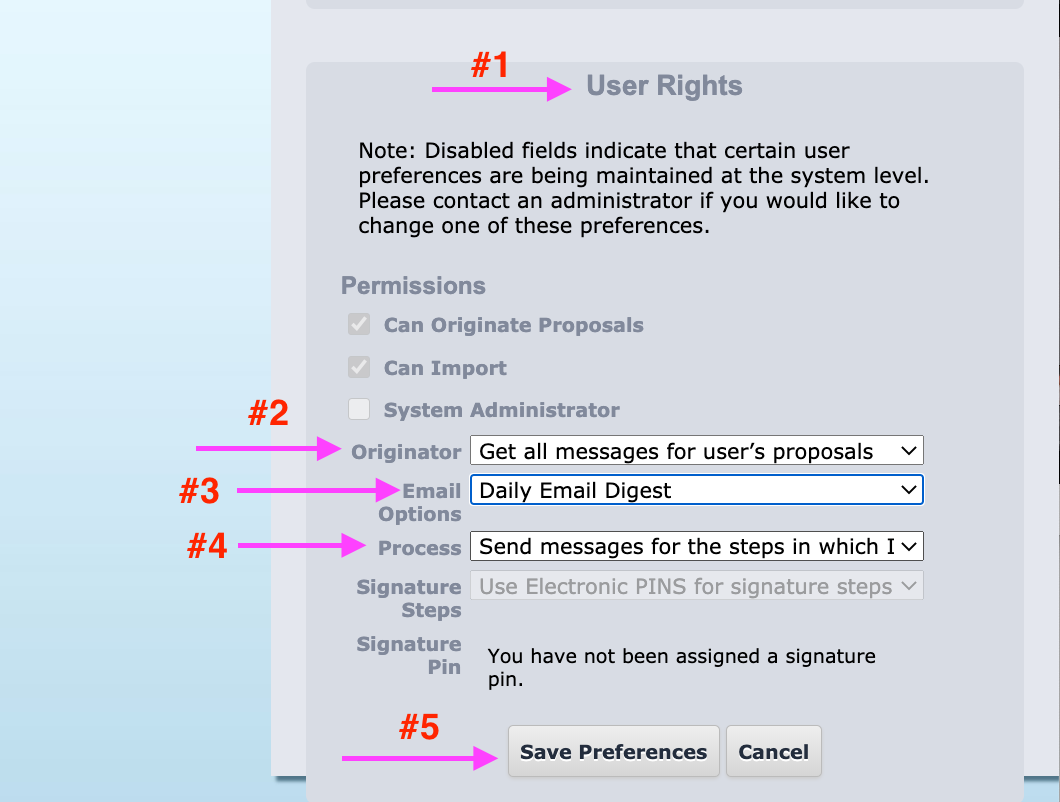 #1
User Rights
Note: Disabled fields indicate that certain user
preferences are being maintained at the system level.
Please contact an administrator if you would like to
change one of these preferences.
Permissions
Can Originate Proposals
Can Import
System Administrator
#2
Originator Get all messages for user’s proposals
#3
Email Options Daily Email Digest
#4
Process Send messages for the steps in which I
Signature Steps Use Electronic PINS for signature steps
Signature Pin
You have not been assigned a signature
pin.
#5
Save Preferences Cancel